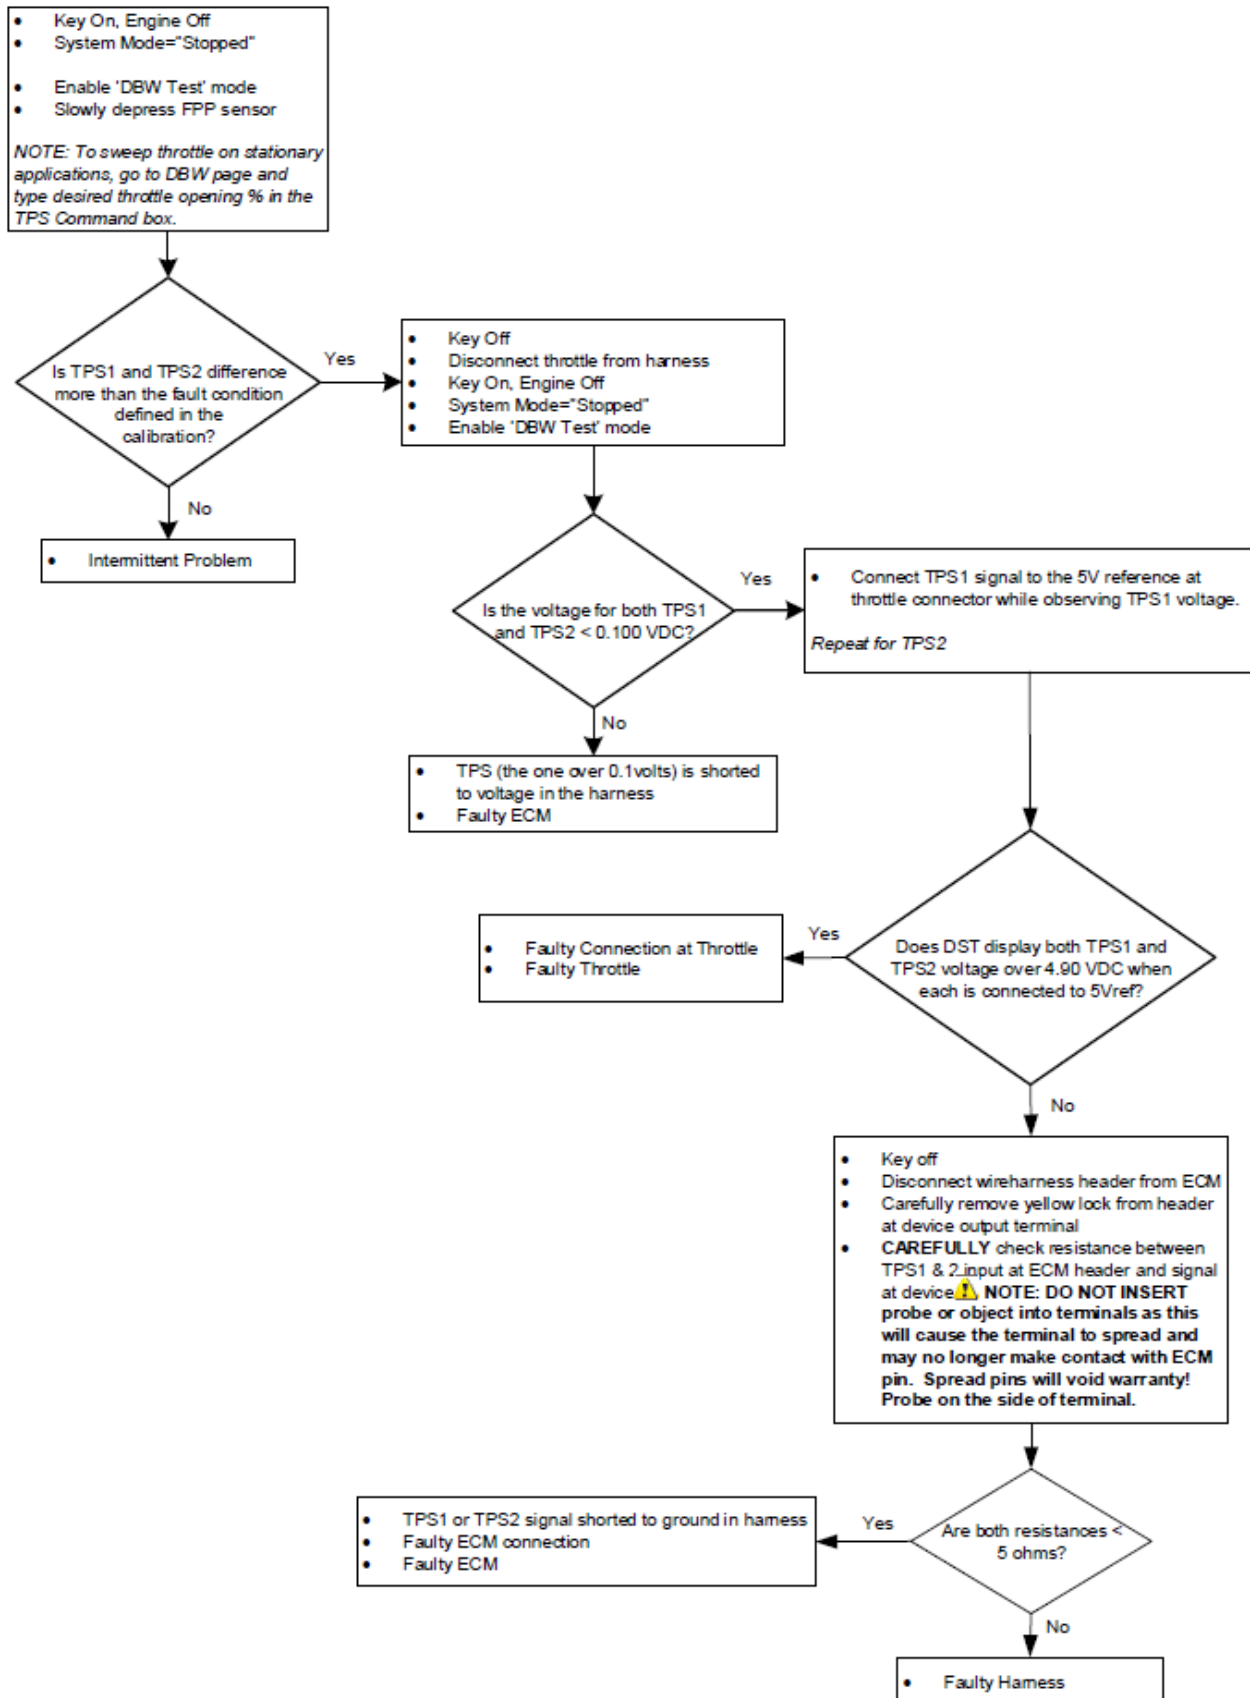 • Key On, Engine Off
• System Mode="Stopped"
• Enable 'DBW Test' mode
• Slowly depress FPP sensor
NOTE: To sweep throttle on stationary
applications, go to DBW page and
type desired throttle opening % in the
TPS Command box.
Is TPS1 and TPS2 difference
more than the fault condition
defined in the
calibration?
Yes
No
• Intermittent Problem
• Key Off
• Disconnect throttle from harness
• Key On, Engine Off
• System Mode="Stopped"
• Enable 'DBW Test' mode
Is the voltage for both TPS1
and TPS2 < 0.100 VDC?
Yes
No
• TPS (the one over 0.1volts) is shorted
to voltage in the harness
• Faulty ECM
• Connect TPS1 signal to the 5V reference at
throttle connector while observing TPS1 voltage.
Repeat for TPS2
Does DST display both TPS1 and
TPS2 voltage over 4.90 VDC when
each is connected to 5Vref?
Yes
• Faulty Connection at Throttle
• Faulty Throttle
No
• Key off
• Disconnect wireharness header from ECM
• Carefully remove yellow lock from header
at device output terminal
• CAREFULLY check resistance between
TPS1 & 2 input at ECM header and signal
at device. NOTE: DO NOT INSERT
probe or object into terminals as this
will cause the terminal to spread and
may no longer make contact with ECM
pin. Spread pins will void warranty!
Probe on the side of terminal.
Are both resistances <
5 ohms?
Yes
• TPS1 or TPS2 signal shorted to ground in harness
• Faulty ECM connection
• Faulty ECM
No
• Faulty Harness